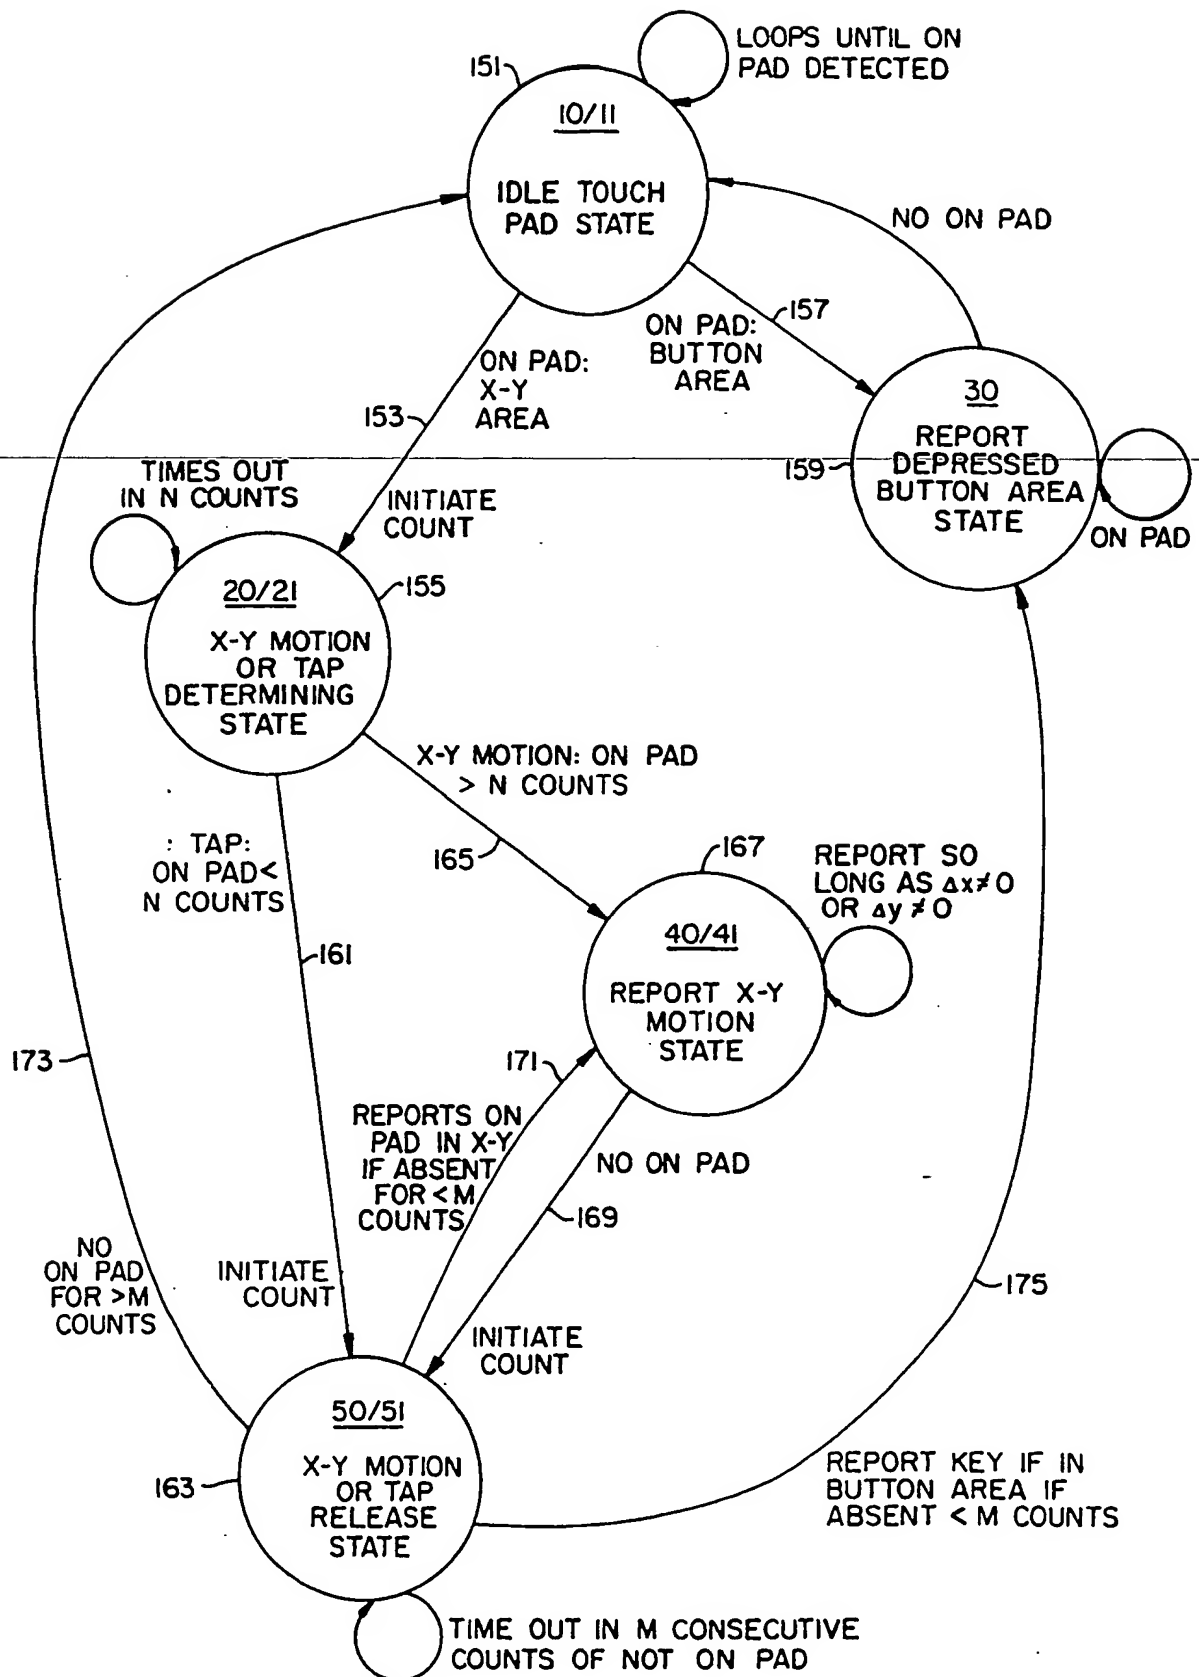 LOOPS UNTIL ON
PAD DETECTED
151
10/11
IDLE TOUCH
PAD STATE
NO ON PAD
157
ON PAD:
BUTTON
AREA
ON PAD:
X-Y
AREA
153
INITIATE
COUNT
30
REPORT
DEPRESSED
BUTTON AREA
STATE
159
ON PAD
TIMES OUT
IN N COUNTS
20/21
155
X-Y MOTION
OR TAP
DETERMINING
STATE
X-Y MOTION: ON PAD
> N COUNTS
165
: TAP:
ON PAD<
N COUNTS
161
167
REPORT SO
LONG AS Δx≠0
OR Δy≠0
40/41
REPORT X-Y
MOTION
STATE
173
171
REPORTS ON
PAD IN X-Y
IF ABSENT
FOR <M
COUNTS
NO ON PAD
169
NO
ON PAD
FOR >M
COUNTS
INITIATE
COUNT
INITIATE
COUNT
175
50/51
163
X-Y MOTION
OR TAP
RELEASE
STATE
REPORT KEY IF IN
BUTTON AREA IF
ABSENT < M COUNTS
TIME OUT IN M CONSECUTIVE
COUNTS OF NOT ON PAD